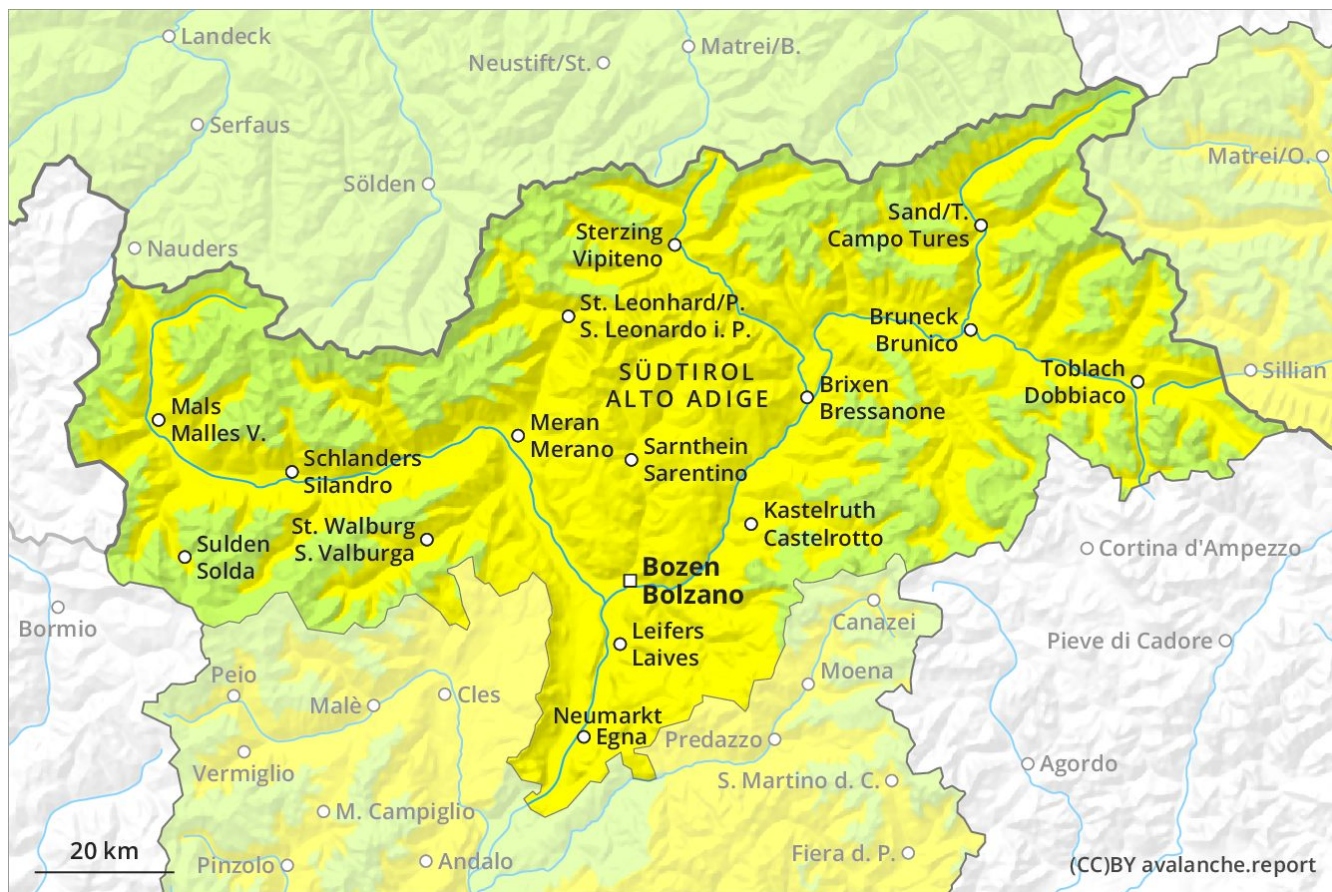 Landeck
Matrei/B.
Neustift/St.
Serfaus
Matrei/O.
Sölden
Sand/T.
Campo Tures
Sterzing
Vipiteno
Nauders
St. Leonhard/P.
S. Leonardo i. P.
Bruneck
Brunico
SÜDTIROL
ALTO ADIGE
Toblach
Dobbiaco
Sillian
Brixen
Bressanone
Mals
Malles V.
Meran
Merano
Sarnthein
Sarentino
Schlanders
Silandro
Kastelruth
Castelrotto
St. Walburg
S. Valburga
Sulden
Solda
Cortina d'Ampezzo
Bozen
Bolzano
Bormio
Canazei
Leifers
Laives
Pieve di Cadore
Peio
Moena
Malè
Cles
Neumarkt
Egna
Predazzo
Vermiglio
Agordo
S. Martino d. C.
M. Campiglio
20 km
Pinzolo
Andalo
Fiera d. P.
(CC)BY avalanche.report